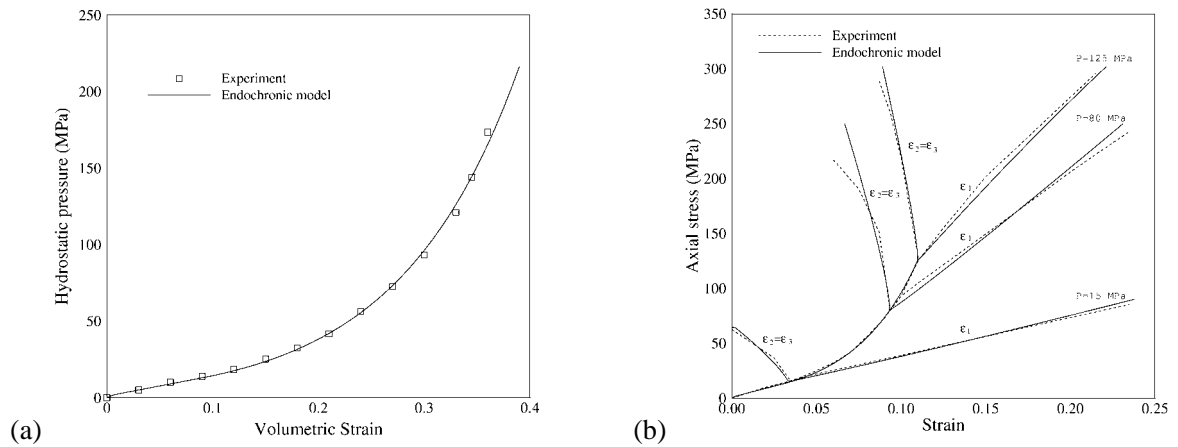 250
200
150
100
50
0
0
0.1
0.2
0.3
0.4
Hydrostatic pressure (MPa)
Volumetric Strain
Experiment
Endochronic model
(a)
350
300
250
200
150
100
50
0
0.00
0.05
0.10
0.15
0.20
0.25
Axial stress (MPa)
Strain
Experiment
Endochronic model
P=125 MPa
P=80 MPa
P=15 MPa
ε₂=ε₃
ε₂=ε₃
ε₂=ε₃
ε₁
ε₁
ε₁
(b)